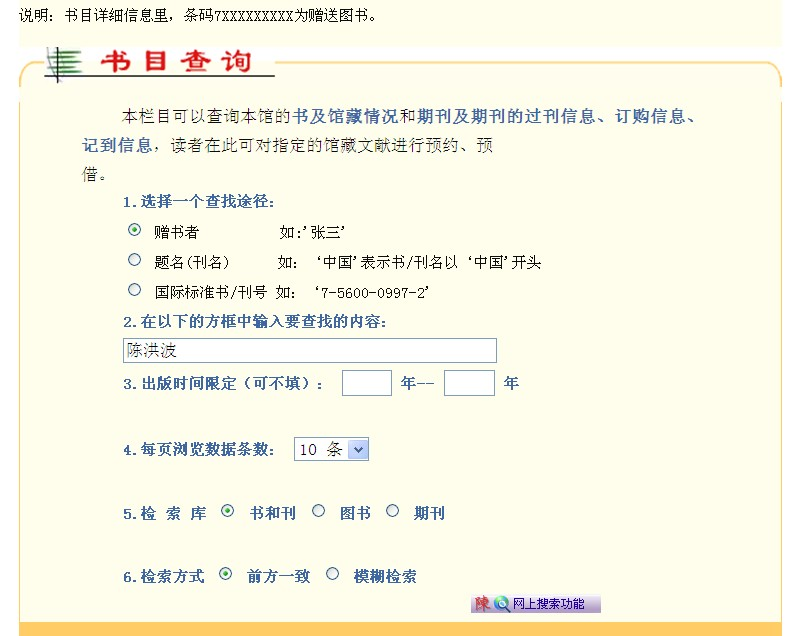 说明：书目详细信息里，条码7XXXXXXXXX为赠送图书。
书目查询
本栏目可以查询本馆的书及馆藏情况和期刊及期刊的过刊信息、订购信息、
记到信息，读者在此可对指定的馆藏文献进行预约、预
借。
1.选择一个查找途径：
赠书者 如：'张三'
题名(刊名) 如： '中国'表示书/刊名以 '中国'开头
国际标准书/刊号 如： '7-5600-0997-2'
2.在以下的方框中输入要查找的内容：
陈洪波
3.出版时间限定（可不填）： 年-- 年
4.每页浏览数据条数： 10 条
5.检 索 库 书和刊 图书 期刊
6.检索方式 前方一致 模糊检索
陳 网上搜索功能